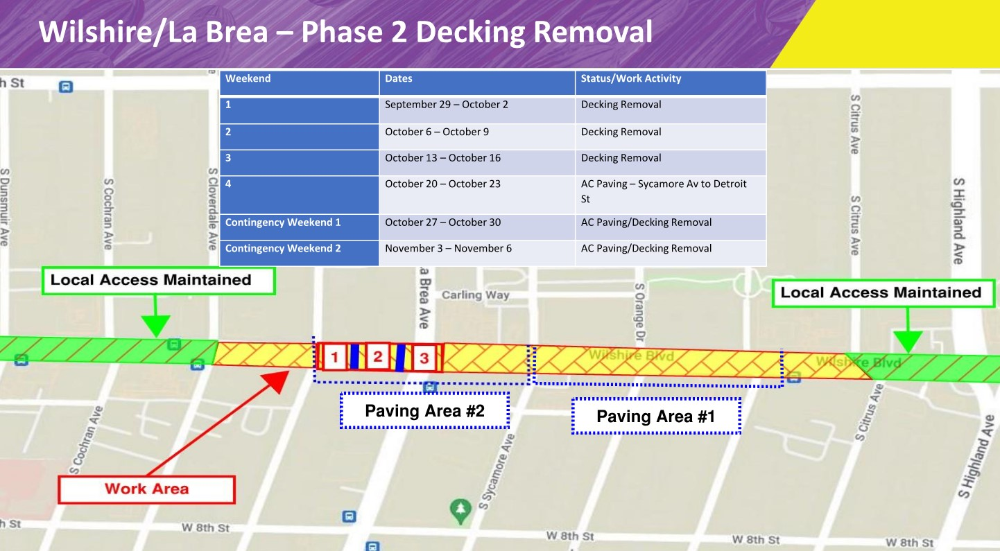 Wilshire/La Brea – Phase 2 Decking Removal
Weekend Dates Status/Work Activity
1 September 29 – October 2 Decking Removal
2 October 6 – October 9 Decking Removal
3 October 13 – October 16 Decking Removal
4 October 20 – October 23 AC Paving – Sycamore Av to Detroit
St
Contingency Weekend 1 October 27 – October 30 AC Paving/Decking Removal
Contingency Weekend 2 November 3 – November 6 AC Paving/Decking Removal
h St
S Dunsmuir Ave
S Cochran Ave
S Cloverdale Ave
S Citrus Ave
S Citrus Ave
S Highland Ave
Local Access Maintained
a Brea Ave
Carling Way
S Orange Dr
Local Access Maintained
1
2
3
Wilshire Blvd
Wilshire Blvd
Paving Area #2
Paving Area #1
S Cochran Ave
S Sycamore Ave
S Citrus Ave
S Highland Ave
Work Area
h St
W 8th St
W 8th St
W 8th St
W 8th St